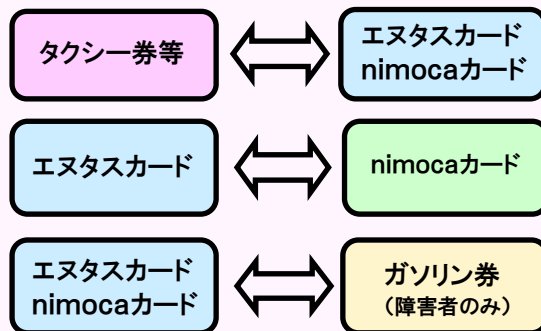 タクシー券等
エヌタスカード
nimocaカード
エヌタスカード
nimocaカード
エヌタスカード
nimocaカード
ガソリン券
（障害者のみ）